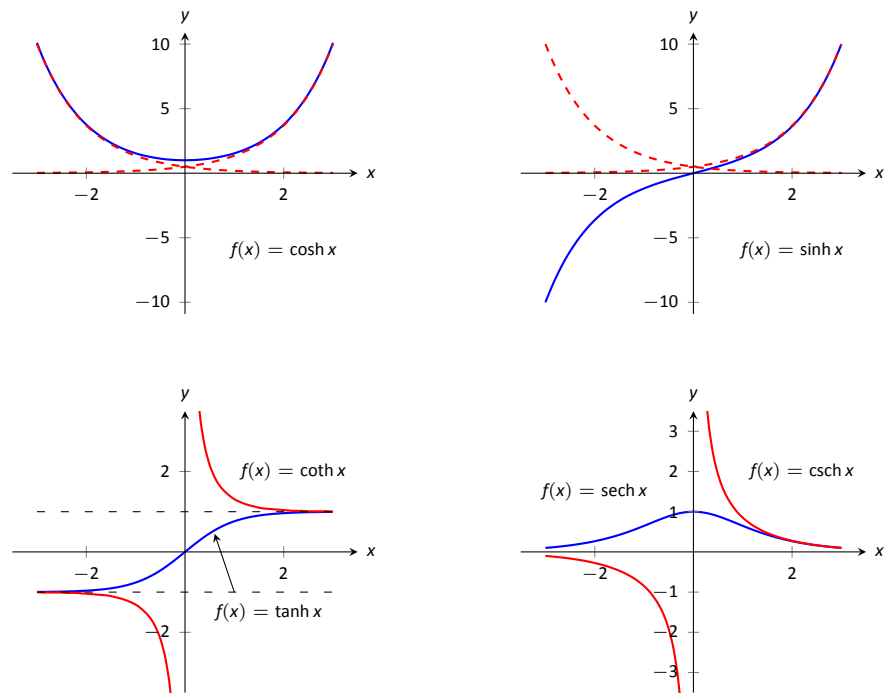 y
10
5
−2
2
x
−5
f(x) = cosh x
−10
y
10
5
−2
2
x
−5
f(x) = sinh x
−10
y
2
f(x) = coth x
−2
2
x
f(x) = tanh x
−2
y
3
2
f(x) = csch x
f(x) = sech x
1
−2
2
x
−1
−2
−3